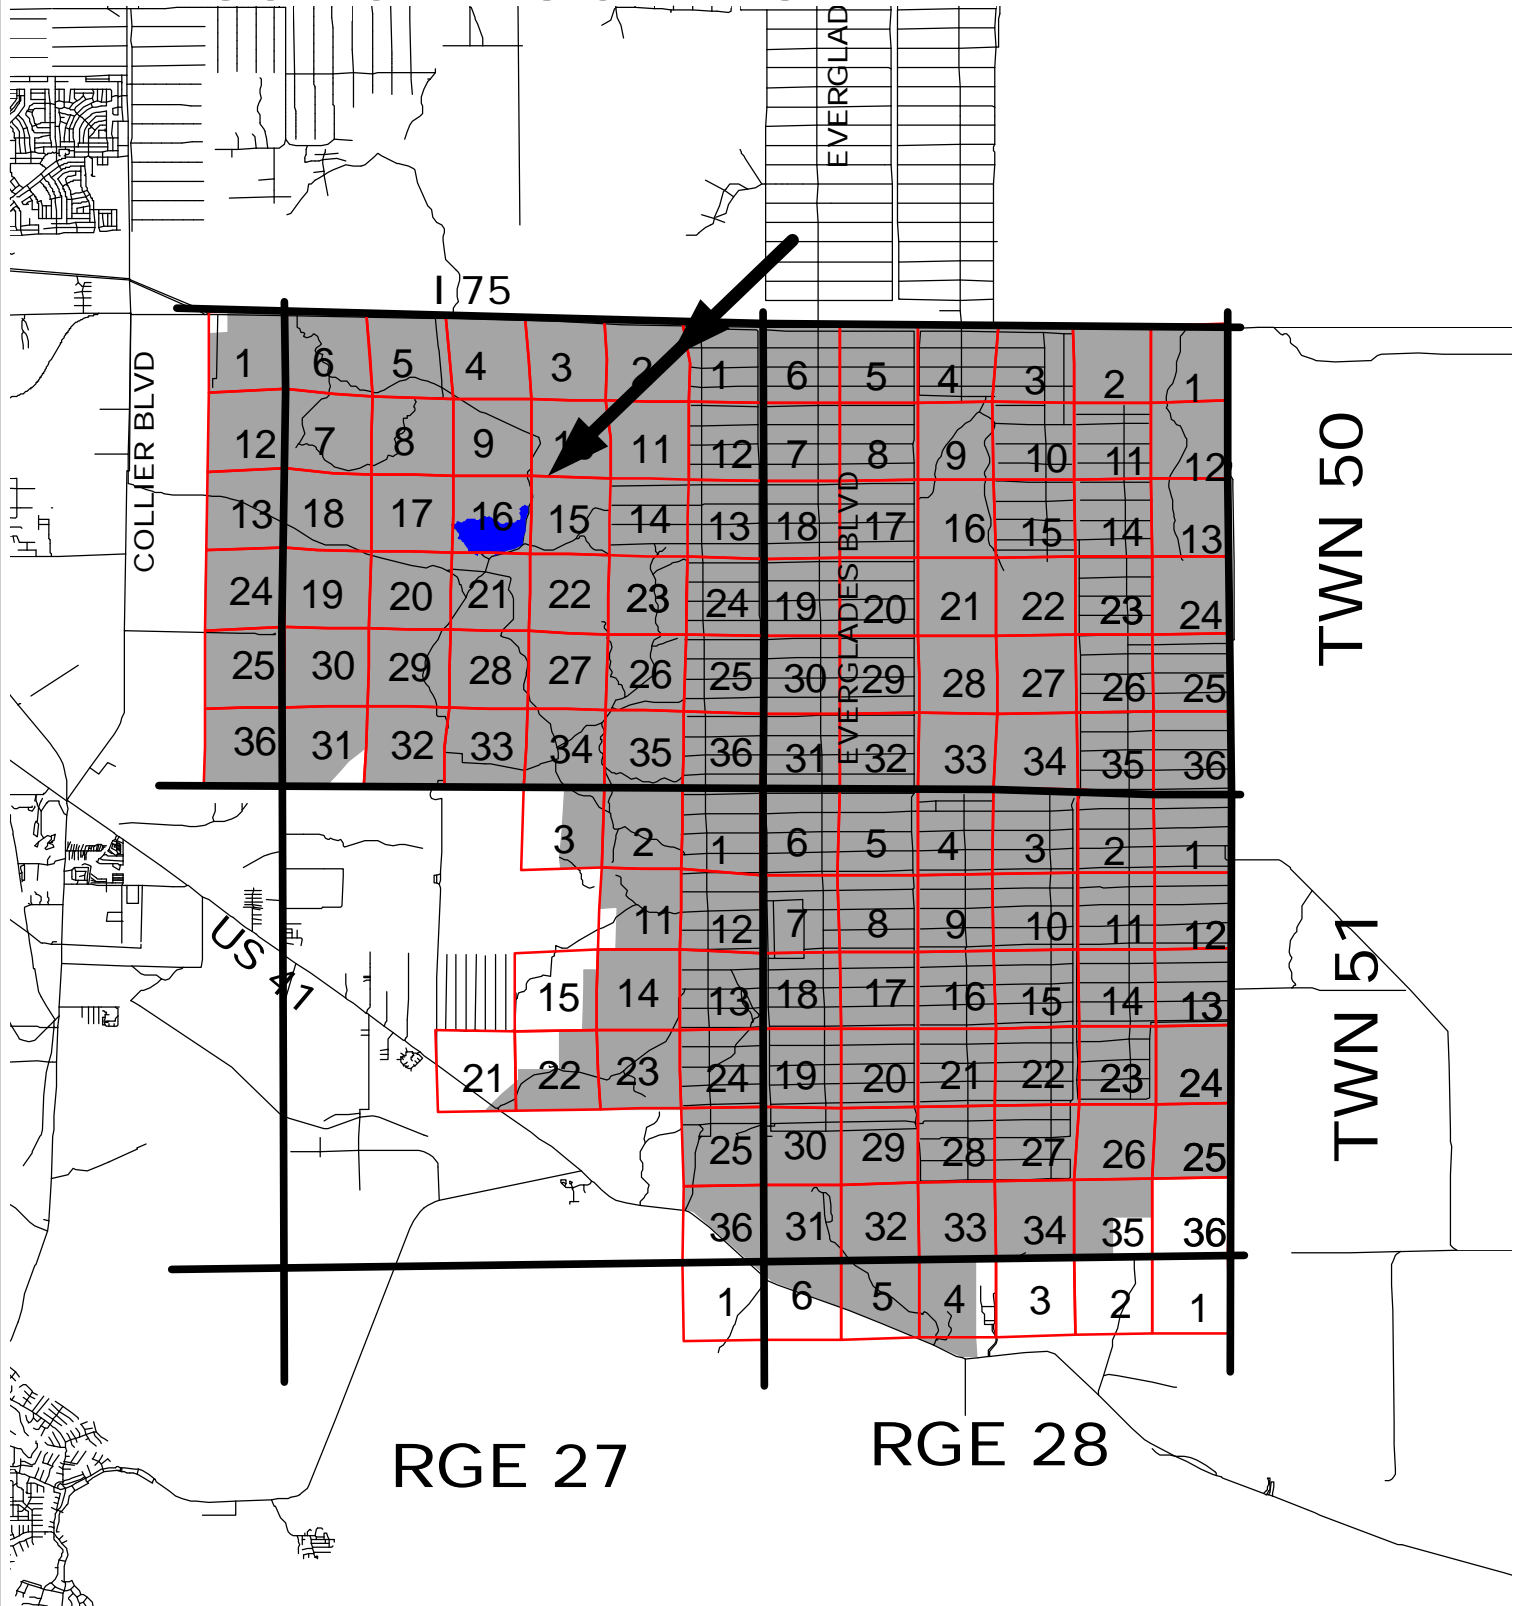 EVERGLAD
I 75
COLLIER BLVD
1 6 5 4 3 2 1 6 5 4 3 2 1
12 7 8 9 11 12 7 8 9 10 11 12
13 18 17 16 15 14 13 18 17 16 15 14 13
24 19 20 21 22 23 24 19 20 21 22 23 24
25 30 29 28 27 26 25 30 29 28 27 26 25
36 31 32 33 34 35 36 31 32 33 34 35 36
EVERGLADES BLVD
TWN 50
3 2 1 6 5 4 3 2 1
11 12 7 8 9 10 11 12
15 14 13 18 17 16 15 14 13
21 22 23 24 19 20 21 22 23 24
25 30 29 28 27 26 25
36 31 32 33 34 35 36
1 6 5 4 3 2 1
US 41
TWN 51
RGE 27
RGE 28